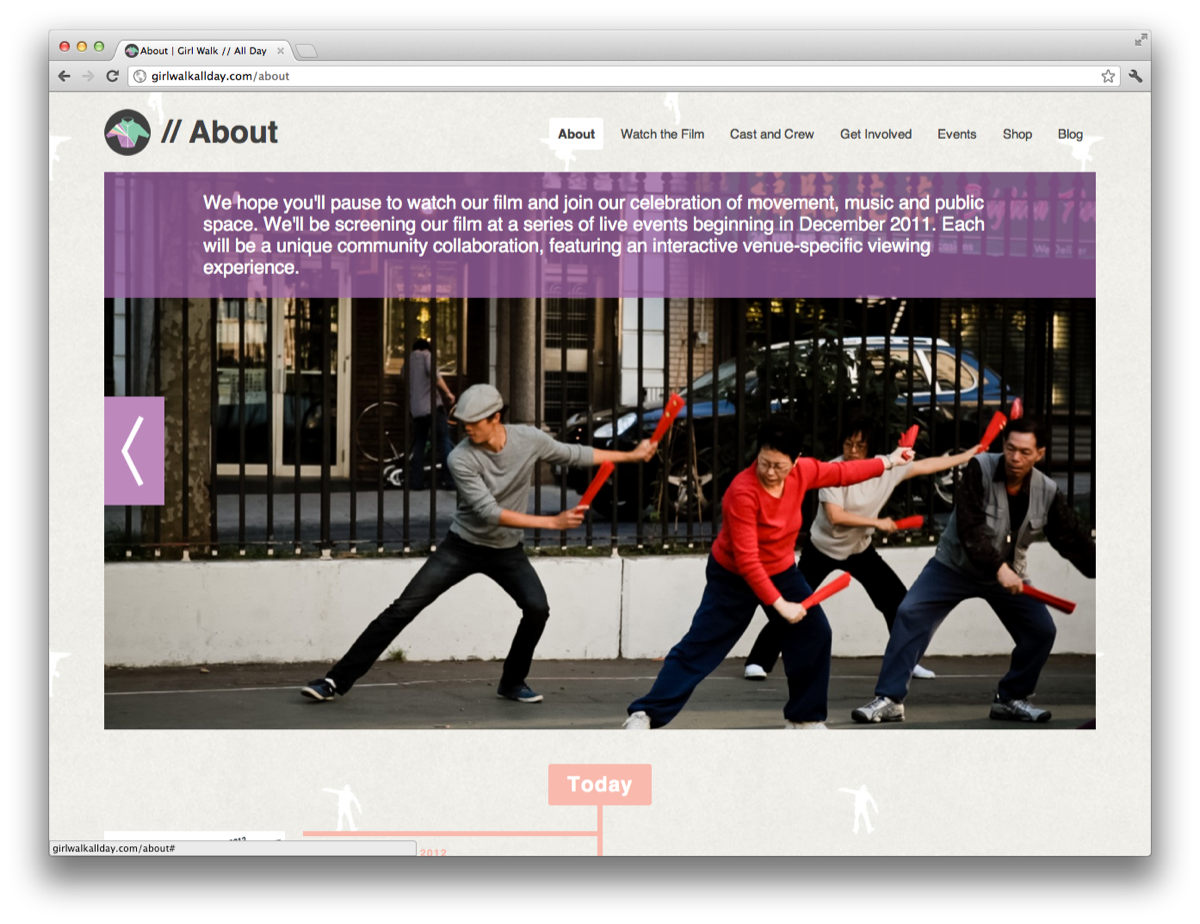 About | Girl Walk // All Day
girlwalkallday.com/about
// About
About Watch the Film Cast and Crew Get Involved Events Shop Blog
We hope you'll pause to watch our film and join our celebration of movement, music and public
space. We'll be screening our film at a series of live events beginning in December 2011. Each
will be a unique community collaboration, featuring an interactive venue-specific viewing
experience.
We Deliver
Today
2012
2012
girlwalkallday.com/about#